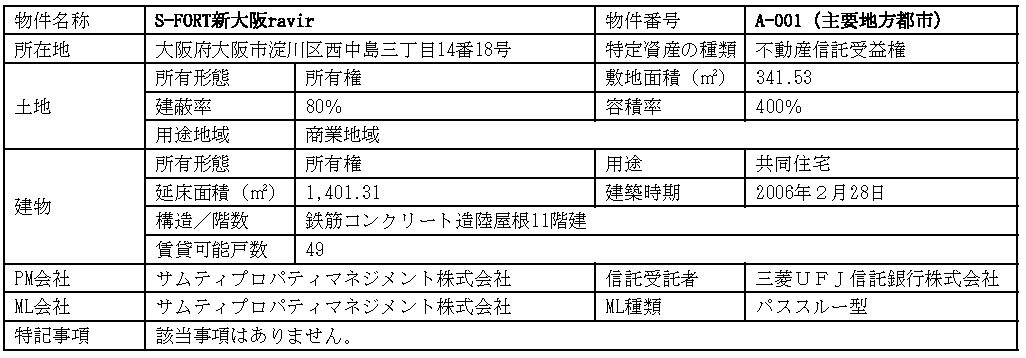 物件名称 S-FORT新大阪ravir 物件番号 A-001（主要地方都市）
所在地 大阪府大阪市淀川区西中島三丁目14番18号 特定資産の種類 不動産信託受益権
土地 所有形態 所有権 敷地面積（㎡） 341.53
建蔽率 80% 容積率 400%
用途地域 商業地域
建物 所有形態 所有権 用途 共同住宅
延床面積（㎡） 1,401.31 建築時期 2006年２月28日
構造／階数 鉄筋コンクリート造陸屋根11階建
賃貸可能戸数 49
PM会社 サムティプロパティマネジメント株式会社 信託受託者 三菱ＵＦＪ信託銀行株式会社
ML会社 サムティプロパティマネジメント株式会社 ML種類 パススルー型
特記事項 該当事項はありません。